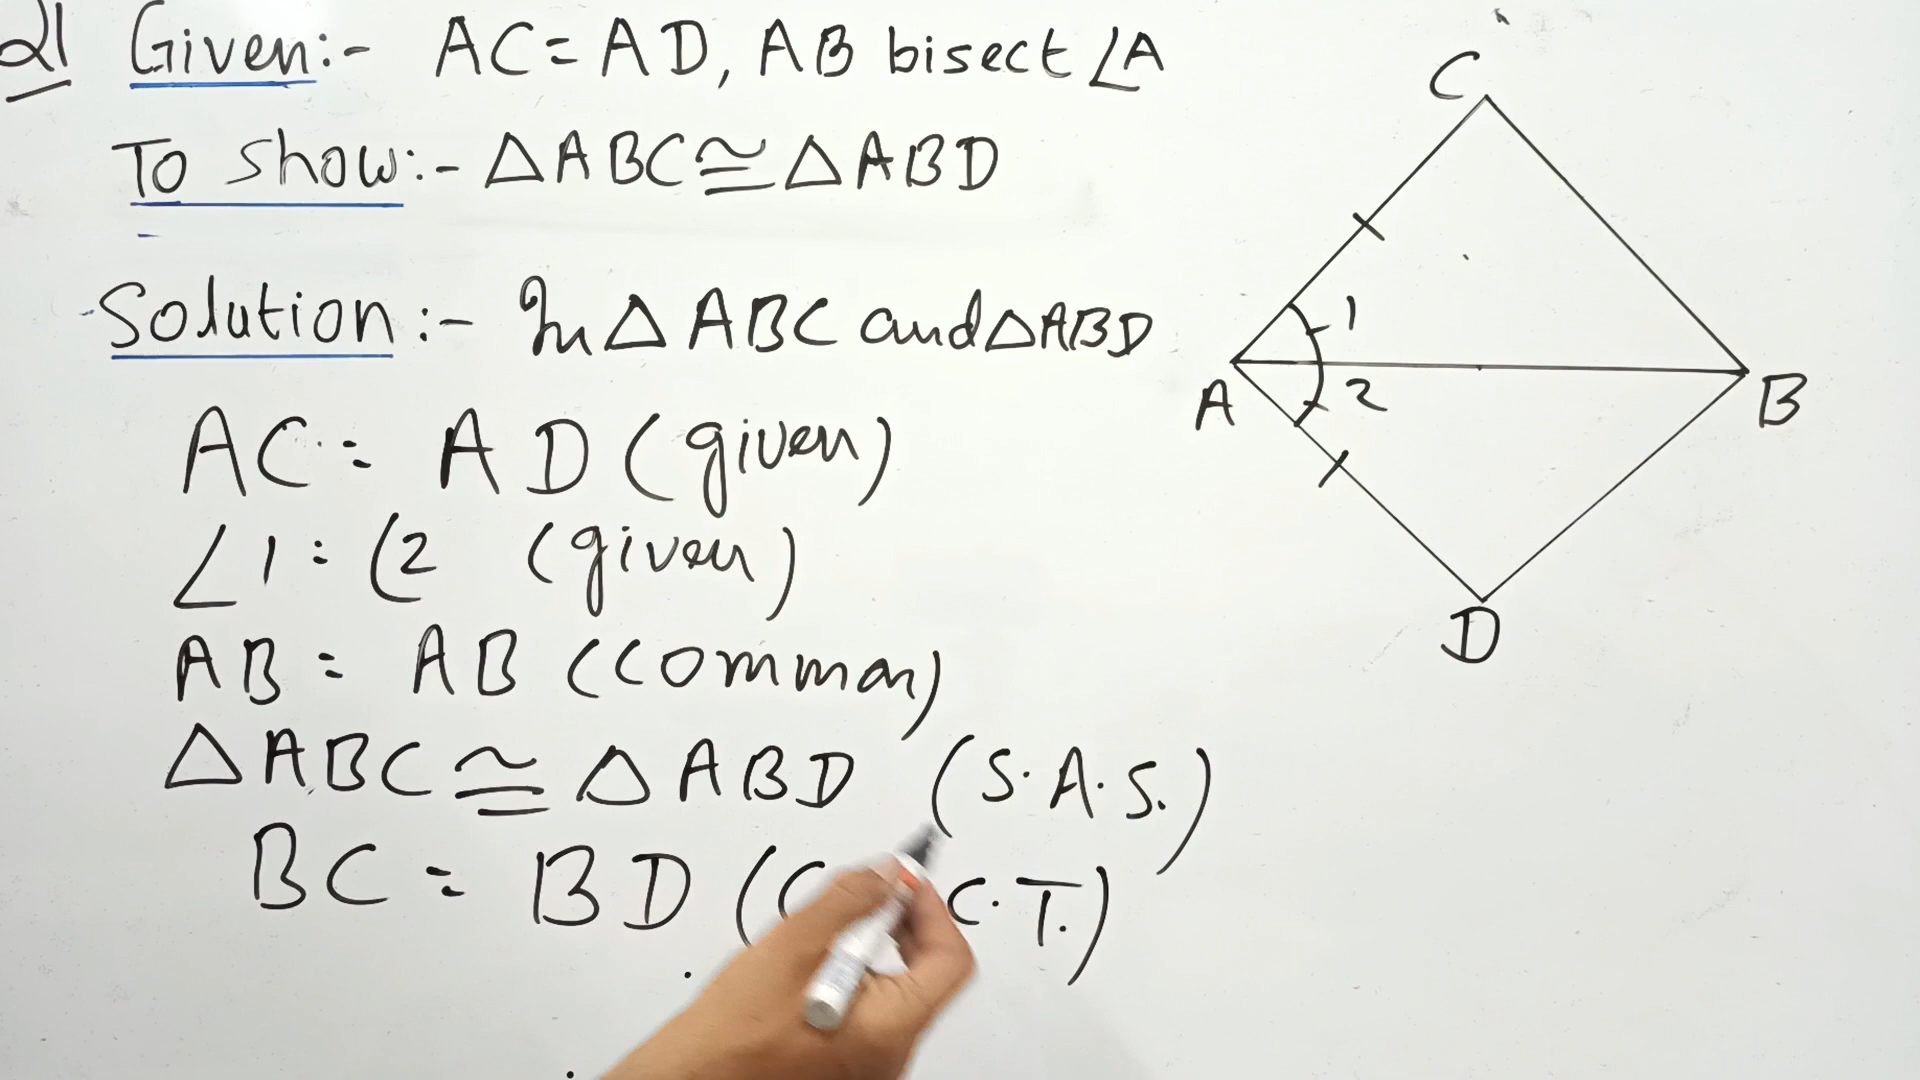 Q1 Given:- AC = AD, AB bisect ∠A
To show:- △ABC ≅ △ABD
Solution:- In △ ABC and △ABD
AC = AD (given)
∠1 = ∠2 (given)
AB = AB (common)
△ABC ≅ △ABD (S.A.S.)
BC = BD (C C.T.)
C
1
A
2
B
D